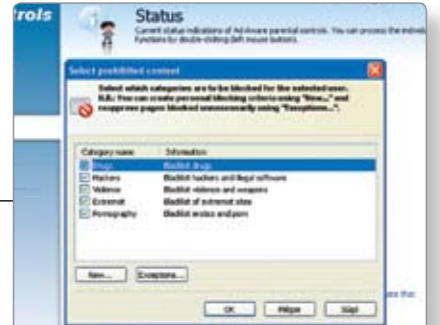 trols
Status
Current status indications of Ad-Aware parental controls. You can process the individ
functions by double-clicking (left mouse button).
Select prohibited content
Select which categories are to be blocked for the selected user.
N.B.: You can create personal blocking criteria using "New..." and
reappprove pages blocked unnecessarily using "Exceptions...".
Category name Information
Drugs Blacklist drugs
Hackers Blacklist hackers and illegal software
Violence Blacklist violence and weapons
Extremist Blacklist of extremist sites
Pornography Blacklist erotics and porn
New... Exceptions...
OK